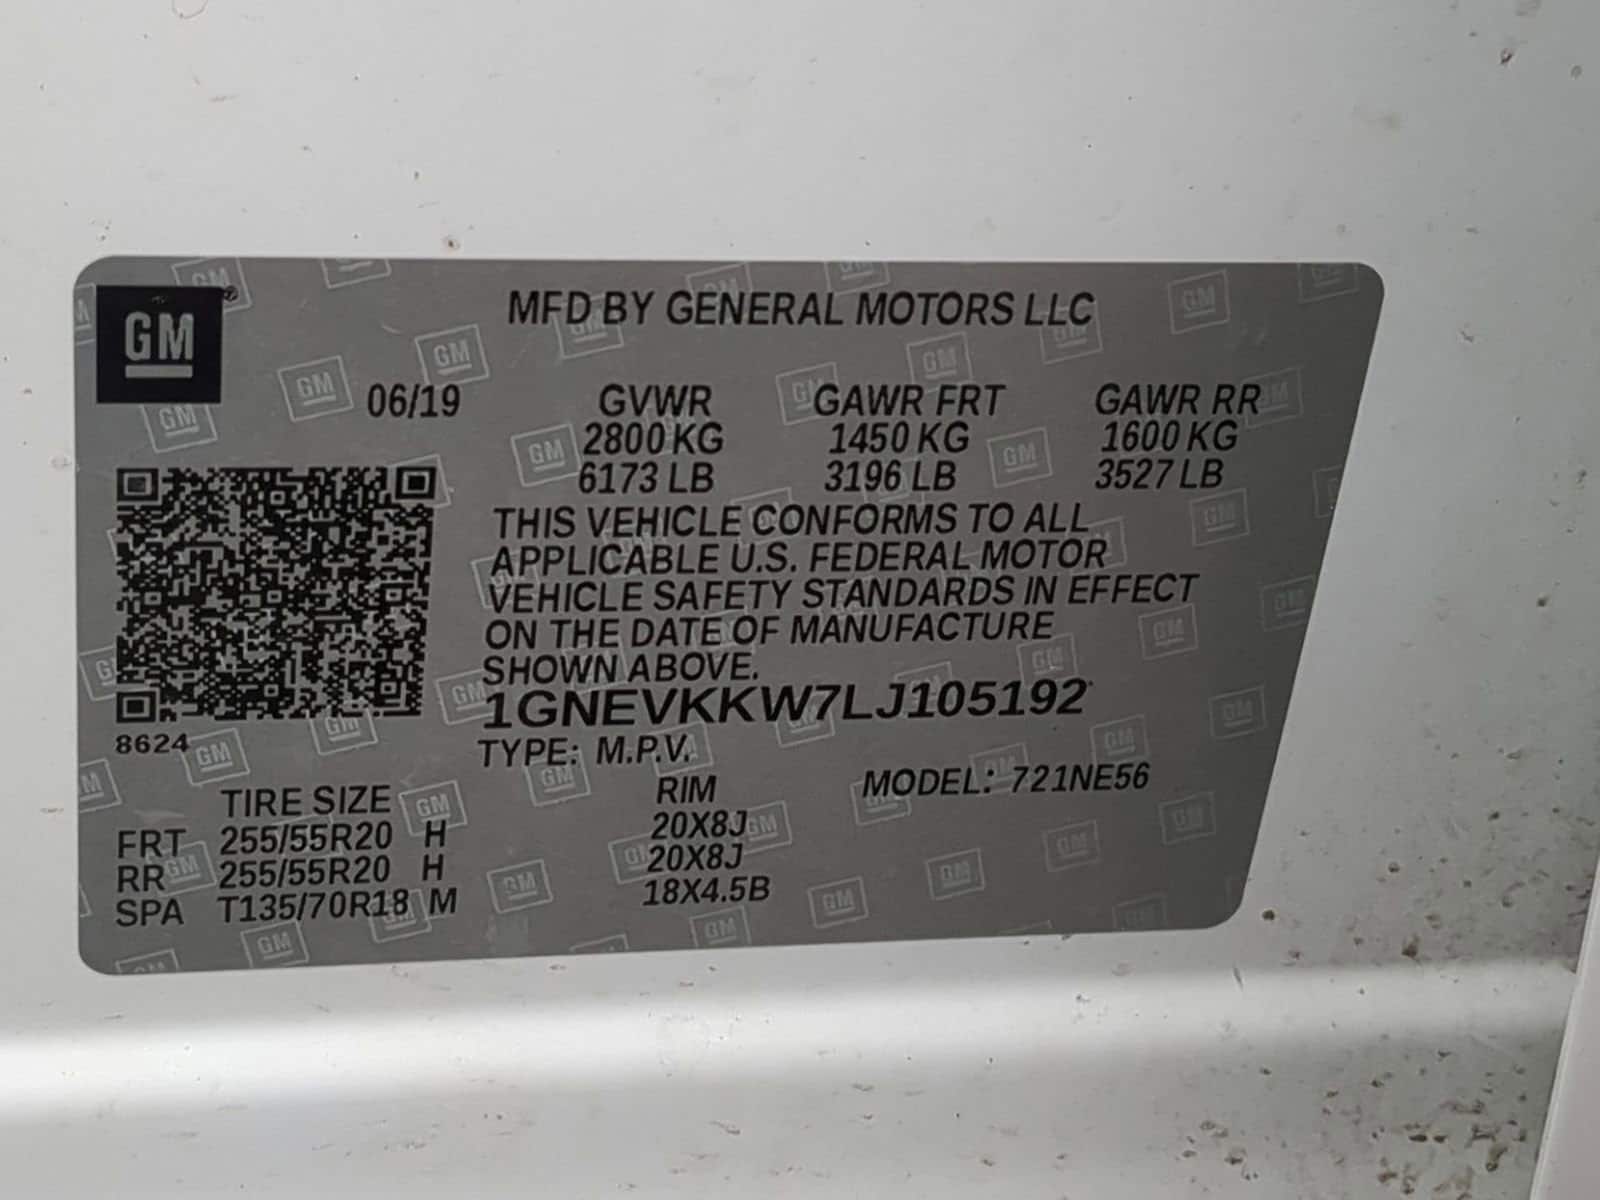 GM
MFD BY GENERAL MOTORS LLC
06/19 GVWR GAWR FRT GAWR RR
2800 KG 1450 KG 1600 KG
6173 LB 3196 LB 3527 LB
THIS VEHICLE CONFORMS TO ALL
APPLICABLE U.S. FEDERAL MOTOR
VEHICLE SAFETY STANDARDS IN EFFECT
ON THE DATE OF MANUFACTURE
SHOWN ABOVE.
1GNEVKKW7LJ105192
8624
TYPE: M.P.V.
MODEL: 721NE56
TIRE SIZE RIM
FRT 255/55R20 H 20X8J
RR 255/55R20 H 20X8J
SPA T135/70R18 M 18X4.5B